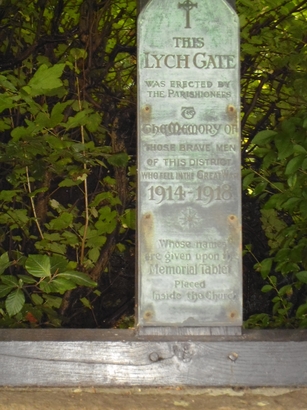 THIS
LYCH GATE
WAS ERECTED BY
THE PARISHIONERS
TO
The MEMORY OF
THOSE BRAVE MEN
OF THIS DISTRICT
WHO FELL IN THE GREAT WAR
1914-1918
Whose names
are given upon
Memorial Tablet
Placed
Inside the Church